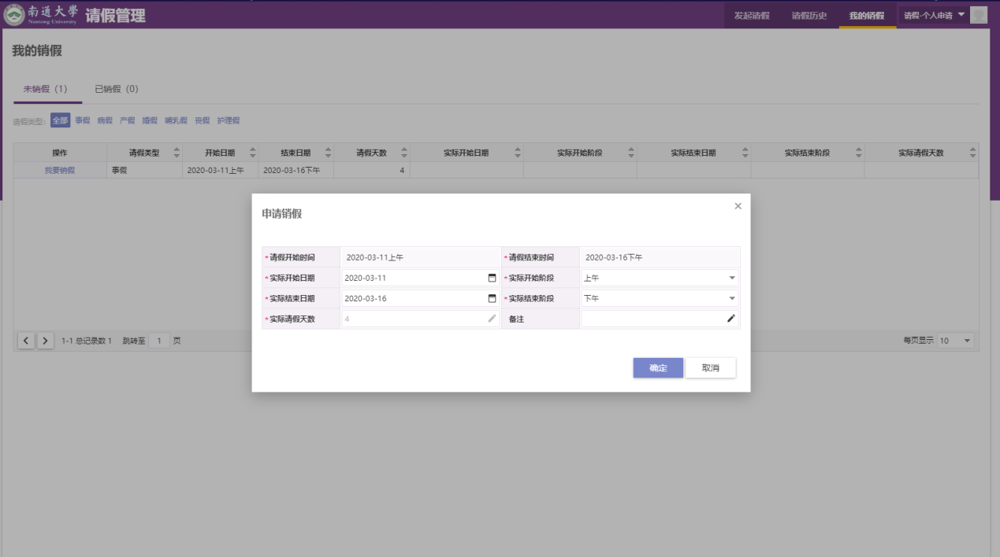 南通大學 请假管理
Nantong University
发起请假 请假历史 我的销假 请假-个人申请
我的销假
未销假（1） 已销假（0）
请假类型: 全部 事假 病假 产假 婚假 哺乳假 丧假 护理假
操作 请假类型 开始日期 结束日期 请假天数 实际开始日期 实际开始阶段 实际结束日期 实际结束阶段 实际请假天数
我要销假 事假 2020-03-11上午 2020-03-16下午 4
申请销假 ×
*请假开始时间 2020-03-11上午 *请假结束时间 2020-03-16下午
*实际开始日期 2020-03-11 *实际开始阶段 上午
*实际结束日期 2020-03-16 *实际结束阶段 下午
*实际请假天数 4 备注
1-1 总记录数 1 跳转至 1 页 每页显示 10
确定 取消